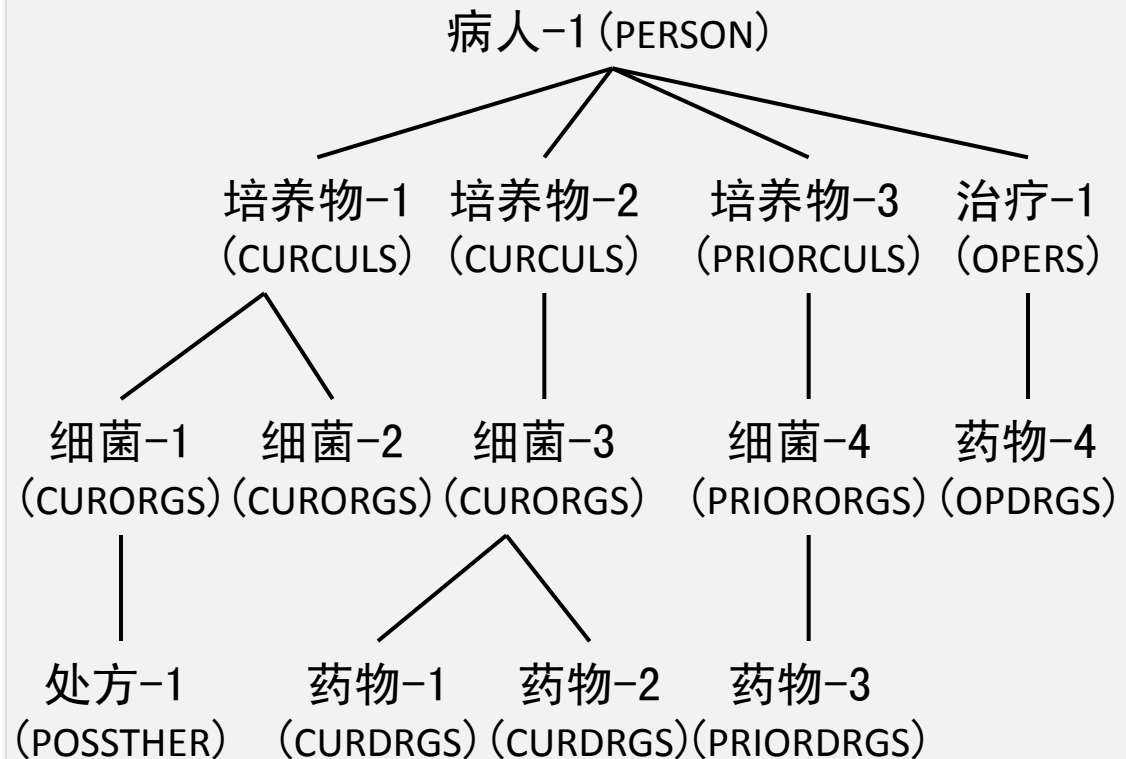 病人-1(PERSON)
培养物-1 培养物-2 培养物-3 治疗-1
(CURCULS) (CURCULS) (PRIORCULS) (OPERS)
细菌-1 细菌-2 细菌-3 细菌-4 药物-4
(CURORGS) (CURORGS) (CURORGS) (PRIORORGS) (OPDRGS)
处方-1 药物-1 药物-2 药物-3
(POSSTHER) (CURDRGS) (CURDRGS) (PRIORDRGS)